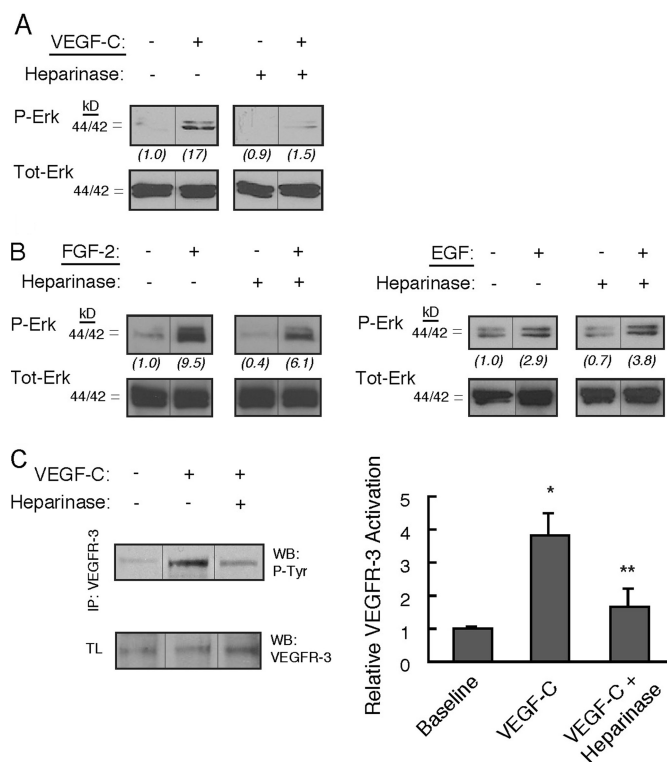 A
VEGF-C: - + - +
Heparinase: - - + +
P-Erk kD 44/42 =
(1.0) (17) (0.9) (1.5)
Tot-Erk 44/42 =
B
FGF-2: - + - +
Heparinase: - - + +
P-Erk kD 44/42 =
(1.0) (9.5) (0.4) (6.1)
Tot-Erk 44/42 =
EGF: - + - +
Heparinase: - - + +
P-Erk kD 44/42 =
(1.0) (2.9) (0.7) (3.8)
Tot-Erk 44/42 =
C
VEGF-C: - + +
Heparinase: - - +
IP: VEGFR-3
WB:
P-Tyr
TL
WB:
VEGFR-3
Relative VEGFR-3 Activation
5
4
3
2
1
0
*
**
Baseline
VEGF-C
VEGF-C +
Heparinase